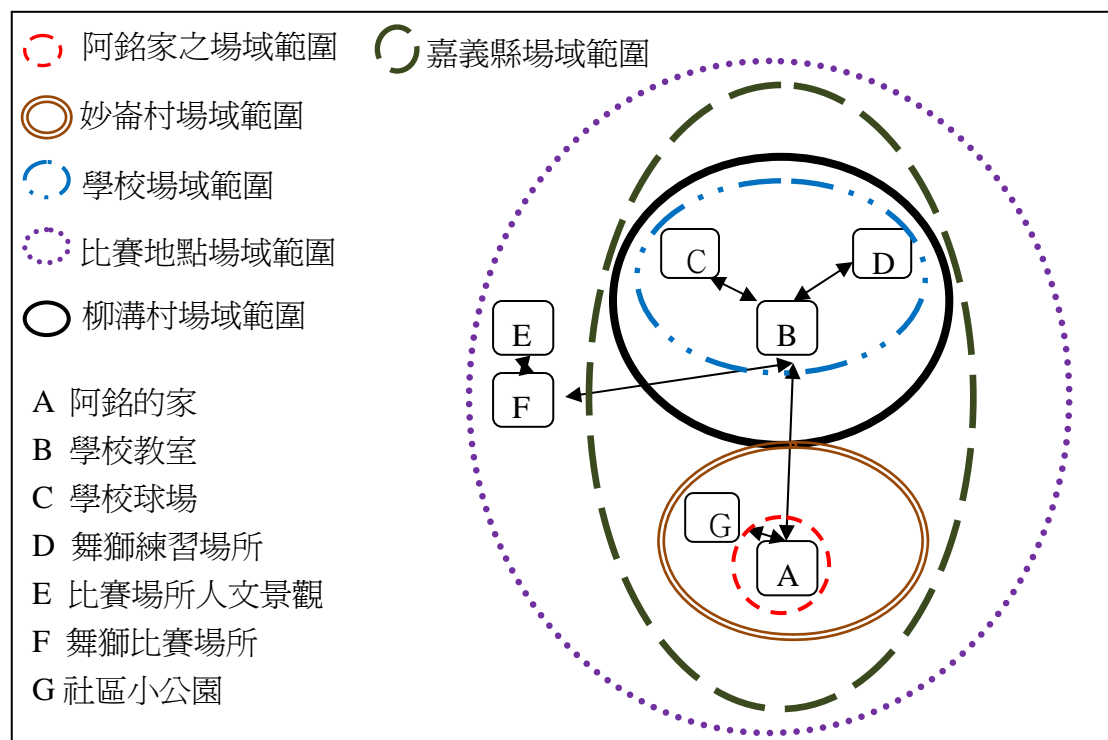 阿銘家之場域範圍
嘉義縣場域範圍
妙崙村場域範圍
學校場域範圍
比賽地點場域範圍
柳溝村場域範圍
A 阿銘的家
B 學校教室
C 學校球場
D 舞獅練習場所
E 比賽場所人文景觀
F 舞獅比賽場所
G 社區小公園
C
D
B
E
F
G
A